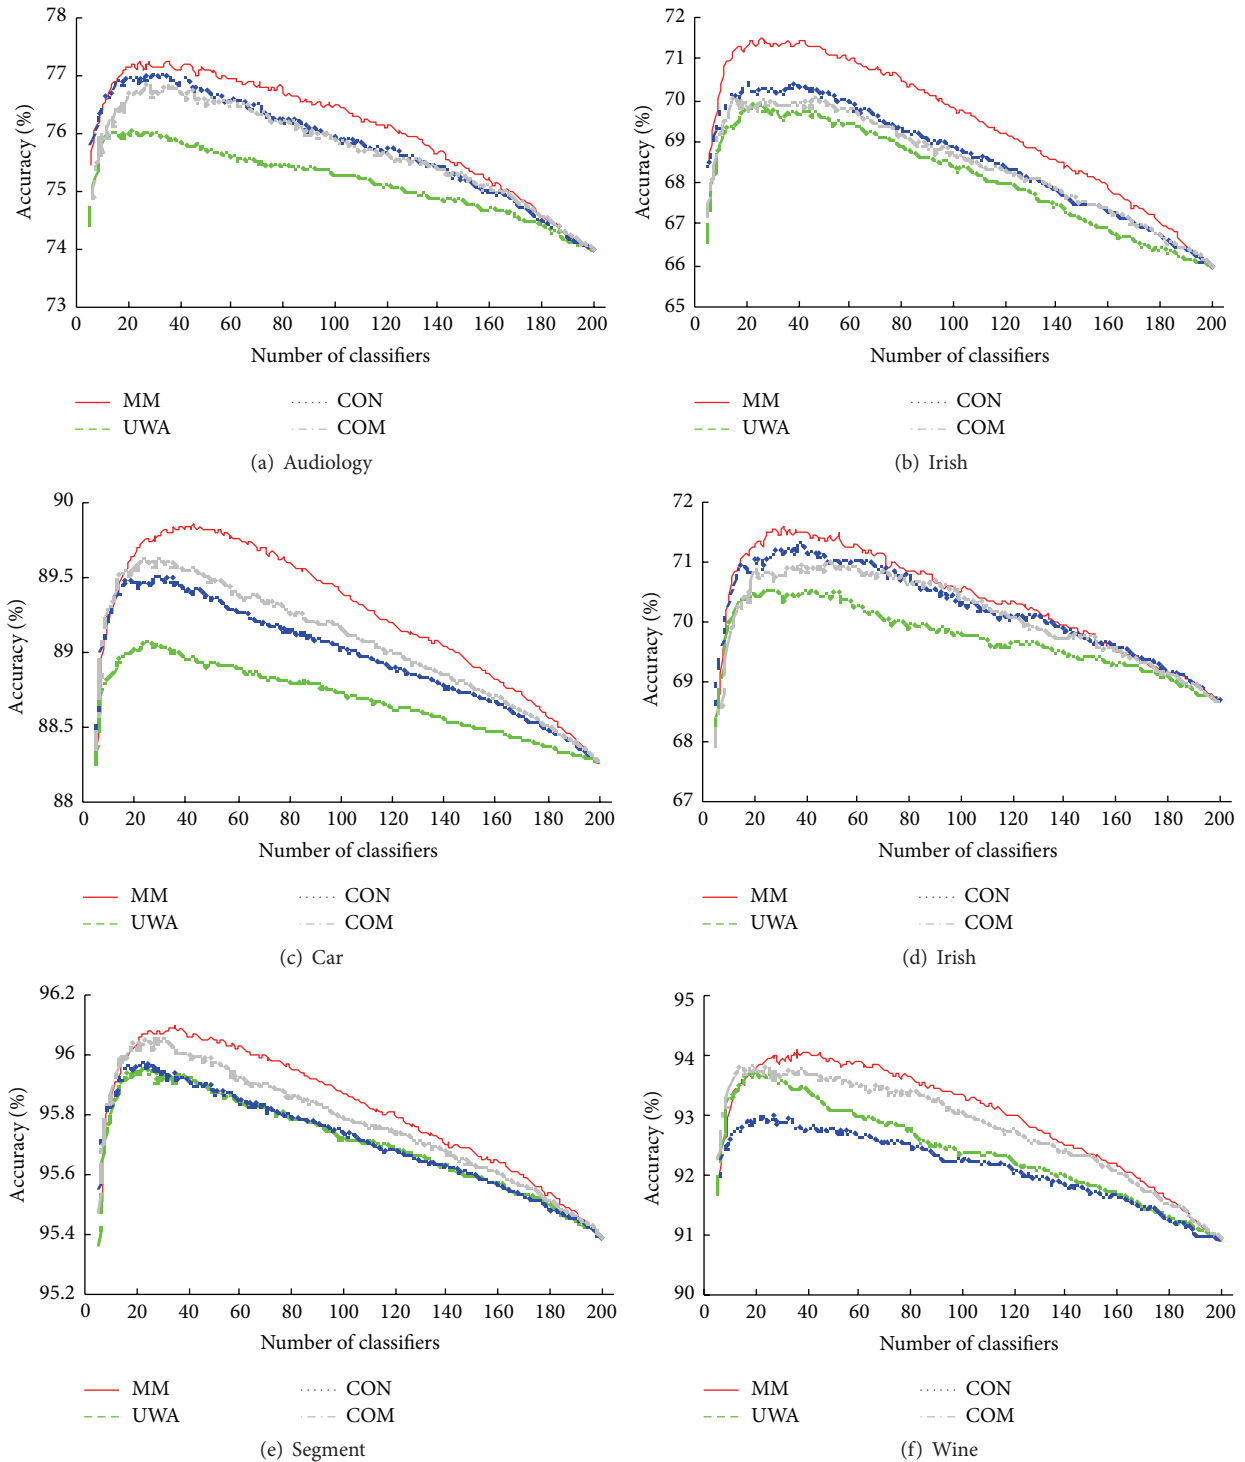 78
77
76
75
74
73
Accuracy (%)
0 20 40 60 80 100 120 140 160 180 200
Number of classifiers
MM CON
UWA COM
(a) Audiology
72
71
70
69
68
67
66
65
Accuracy (%)
0 20 40 60 80 100 120 140 160 180 200
Number of classifiers
MM CON
UWA COM
(b) Irish
90
89.5
89
88.5
88
Accuracy (%)
0 20 40 60 80 100 120 140 160 180 200
Number of classifiers
MM CON
UWA COM
(c) Car
72
71
70
69
68
67
Accuracy (%)
0 20 40 60 80 100 120 140 160 180 200
Number of classifiers
MM CON
UWA COM
(d) Irish
96.2
96
95.8
95.6
95.4
95.2
Accuracy (%)
0 20 40 60 80 100 120 140 160 180 200
Number of classifiers
MM CON
UWA COM
(e) Segment
95
94
93
92
91
90
Accuracy (%)
0 20 40 60 80 100 120 140 160 180 200
Number of classifiers
MM CON
UWA COM
(f) Wine